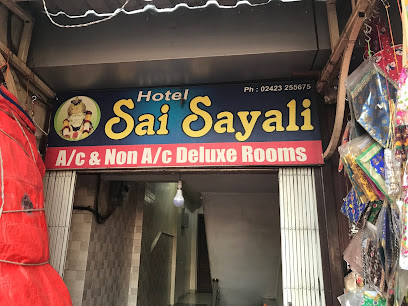 Hotel
Ph : 02423 255675
Sai Sayali
A/c & Non A/c Deluxe Rooms